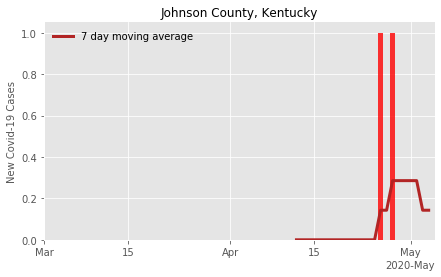 Johnson County, Kentucky
7 day moving average
New Covid-19 Cases
1.0
0.8
0.6
0.4
0.2
0.0
Mar 15 Apr 15 May
2020-May